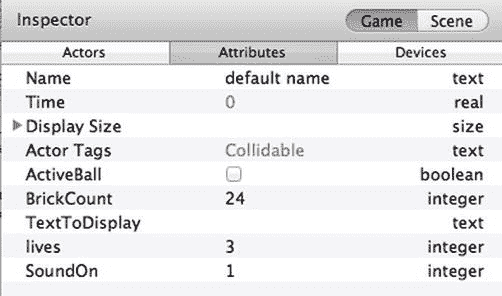 Inspector Game Scene
Actors Attributes Devices
Name default name text
Time 0 real
Display Size size
Actor Tags Collidable text
ActiveBall boolean
BrickCount 24 integer
TextToDisplay text
lives 3 integer
SoundOn 1 integer